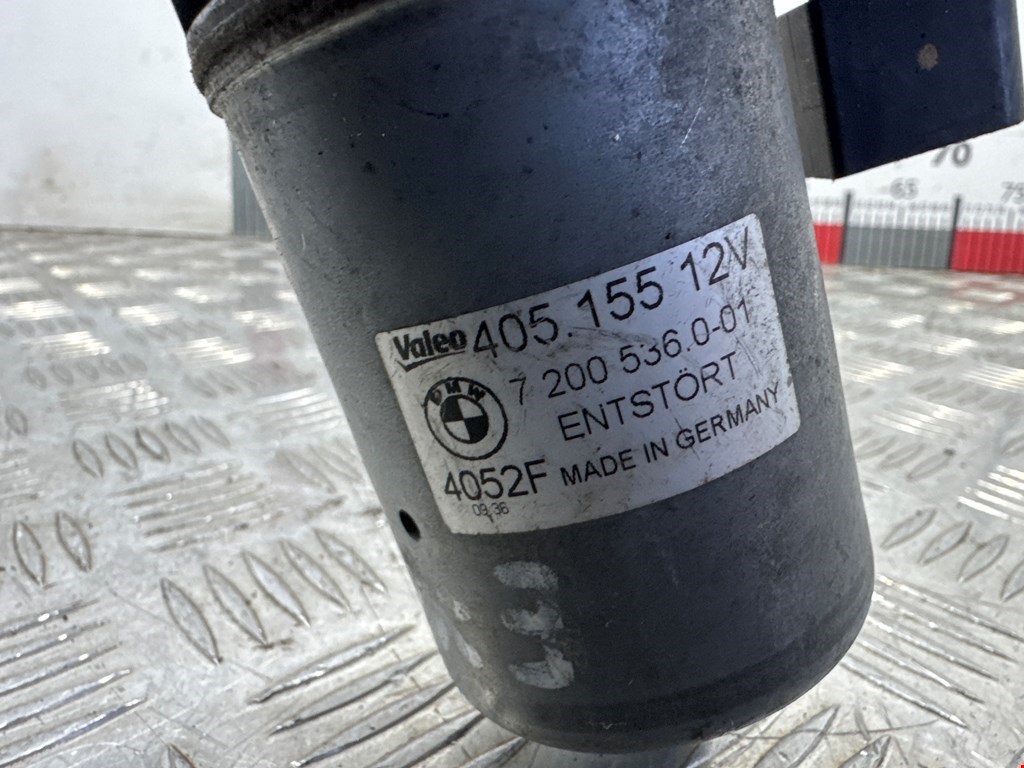 70
65
75
Valeo 405.155 12V
BMW 7 200 536.0-01
ENTSTÖRT
4052F MADE IN GERMANY
09 36